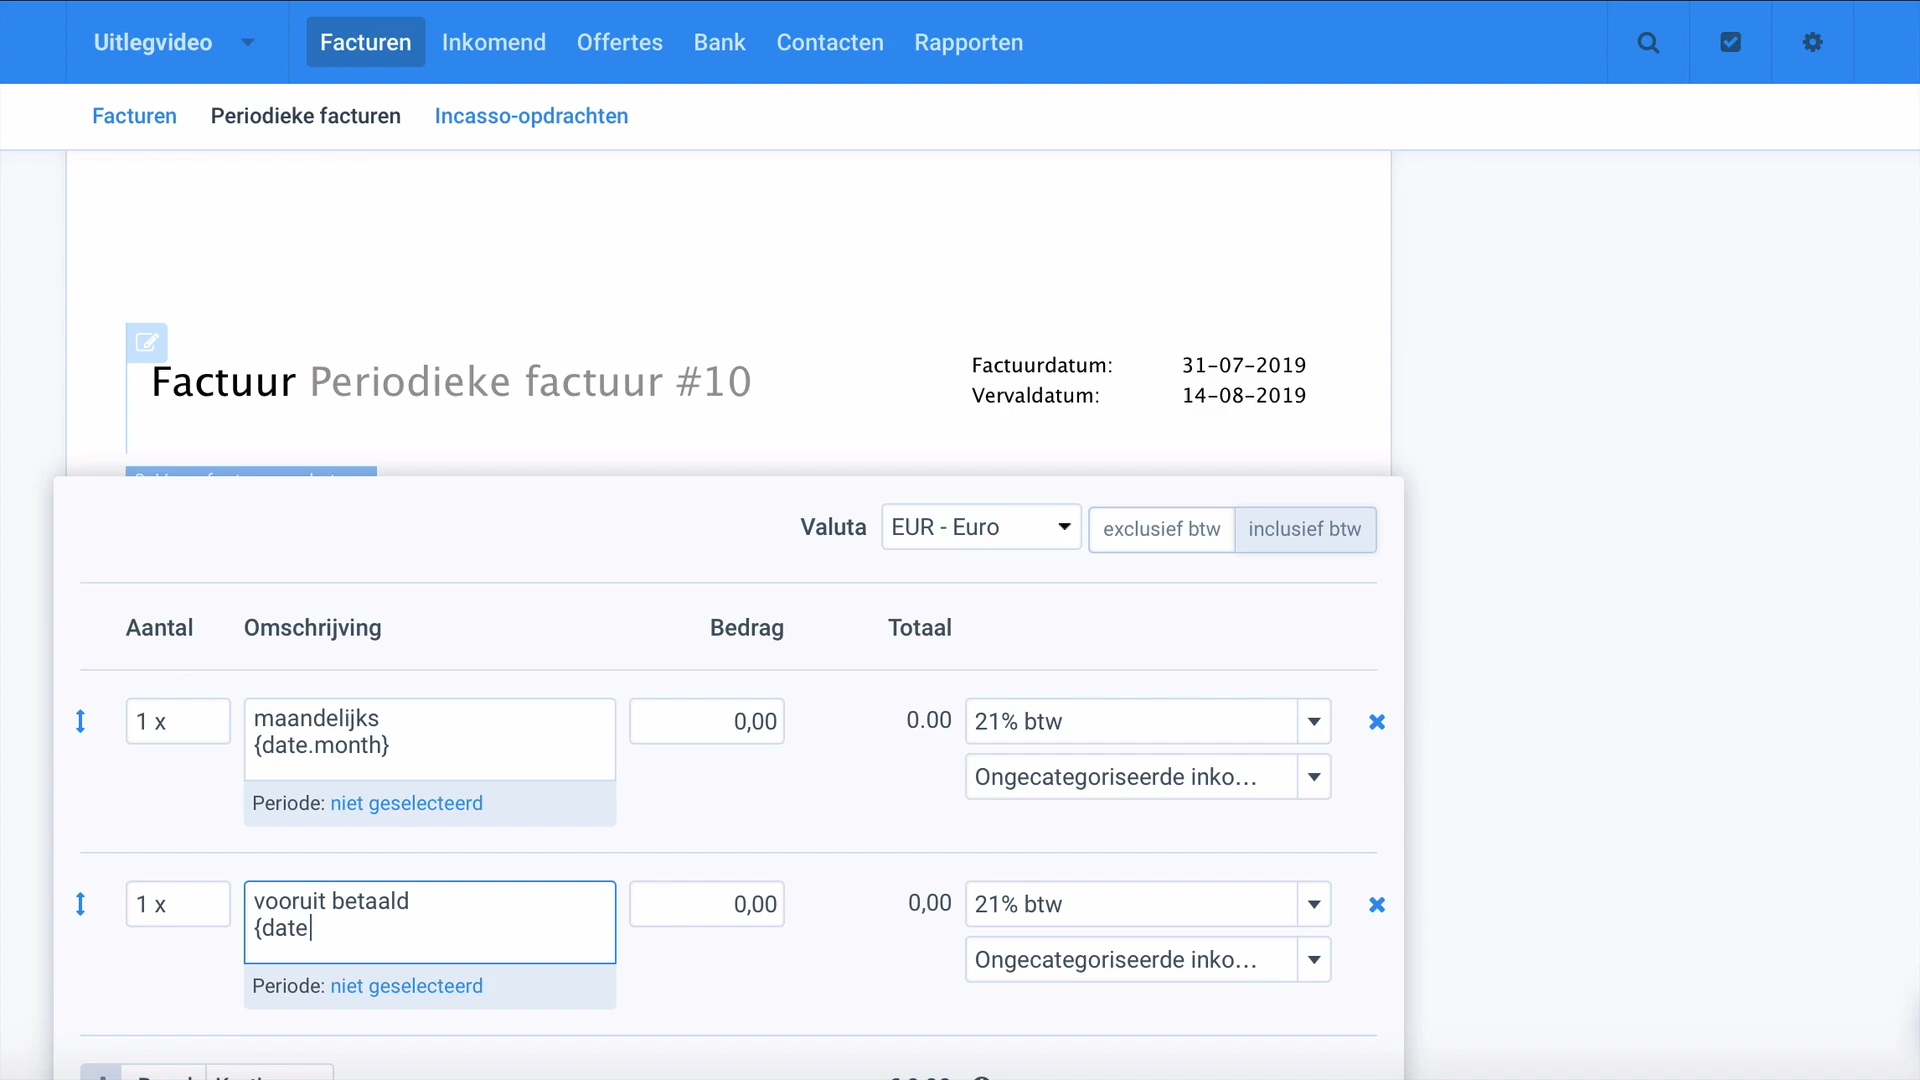 Uitlegvideo Facturen Inkomend Offertes Bank Contacten Rapporten
Facturen Periodieke facturen Incasso-opdrachten
Factuur Periodieke factuur #10
Factuurdatum: 31-07-2019
Vervaldatum: 14-08-2019
Valuta EUR - Euro exclusief btw inclusief btw
Aantal Omschrijving Bedrag Totaal
1 x maandelijks 0,00 0.00 21% btw
{date.month}
Ongecategoriseerde inko...
Periode: niet geselecteerd
1 x vooruit betaald 0,00 0,00 21% btw
{date
Ongecategoriseerde inko...
Periode: niet geselecteerd